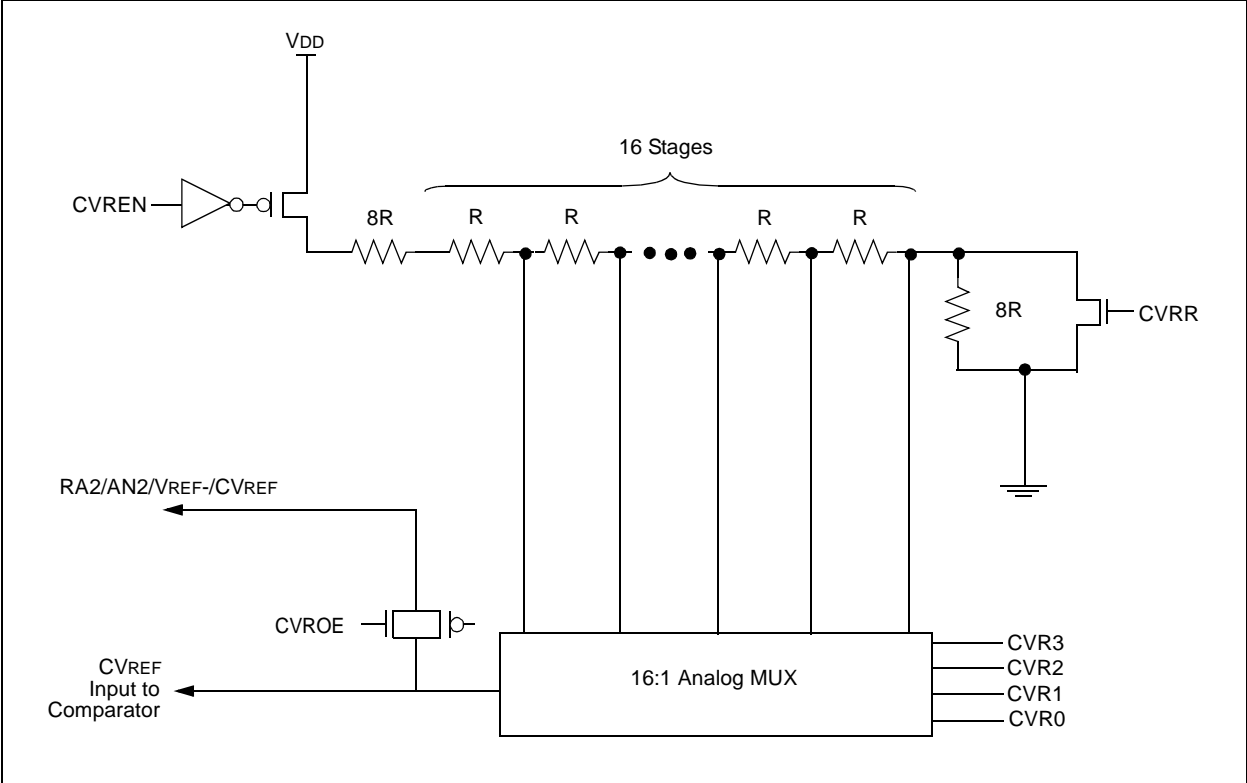 VDD
16 Stages
CVREN
8R
R
R
R
R
8R
CVRR
RA2/AN2/VREF-/CVREF
CVROE
CVREF
Input to
Comparator
16:1 Analog MUX
CVR3
CVR2
CVR1
CVR0